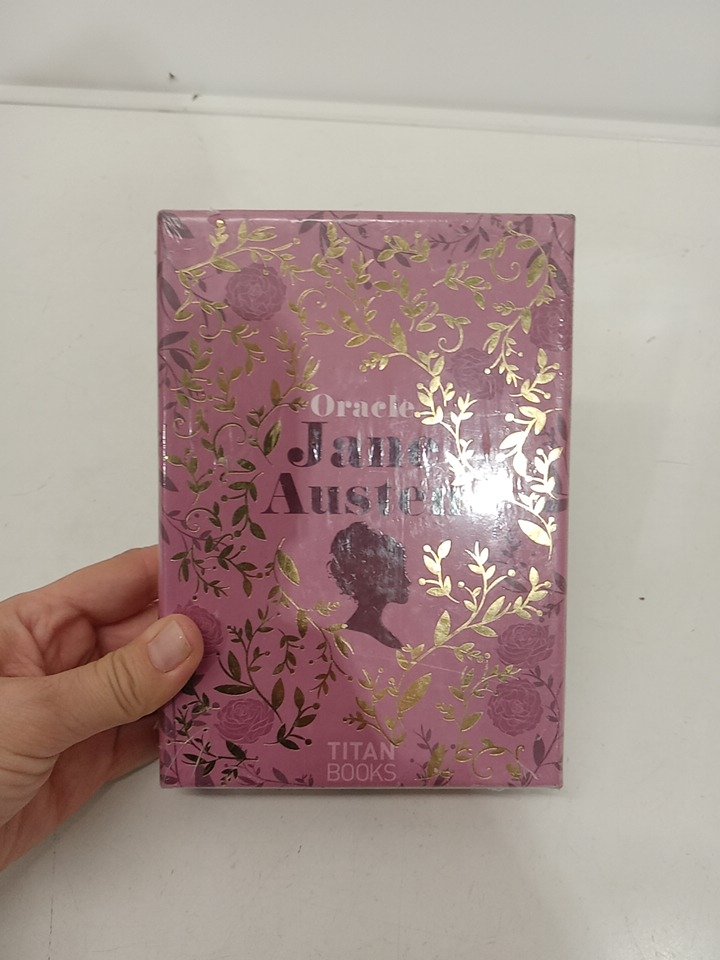 Oracle
Jane
Austen
TITAN
BOOKS